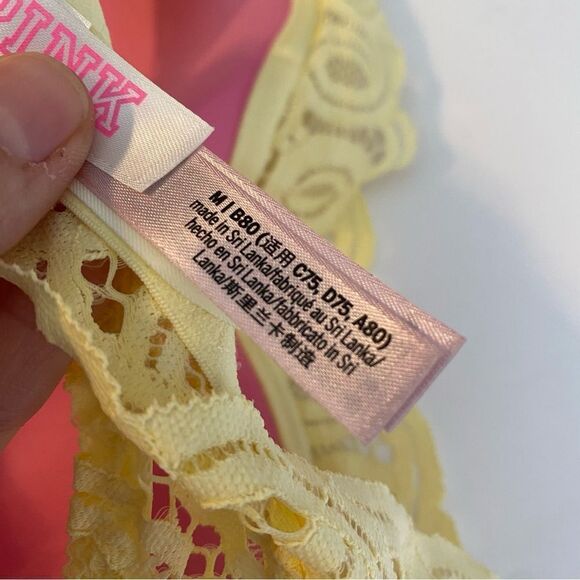 PINK
M | B80 (适用 C75, D75, A80)
made in Sri Lanka/fabriqué au Sri Lanka/
hecho en Sri Lanka/Fabbricato in Sri
Lanka/斯里兰卡制造